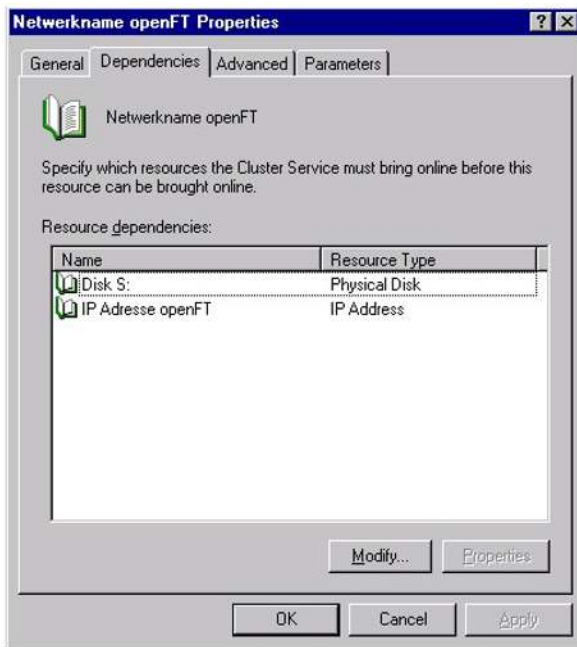 Netwerkname openFT Properties
General Dependencies Advanced Parameters
Netwerkname openFT
Specify which resources the Cluster Service must bring online before this
resource can be brought online.
Resource dependencies:
Name Resource Type
Disk S: Physical Disk
IP Adresse openFT IP Address
Modify... Properties
OK Cancel Apply